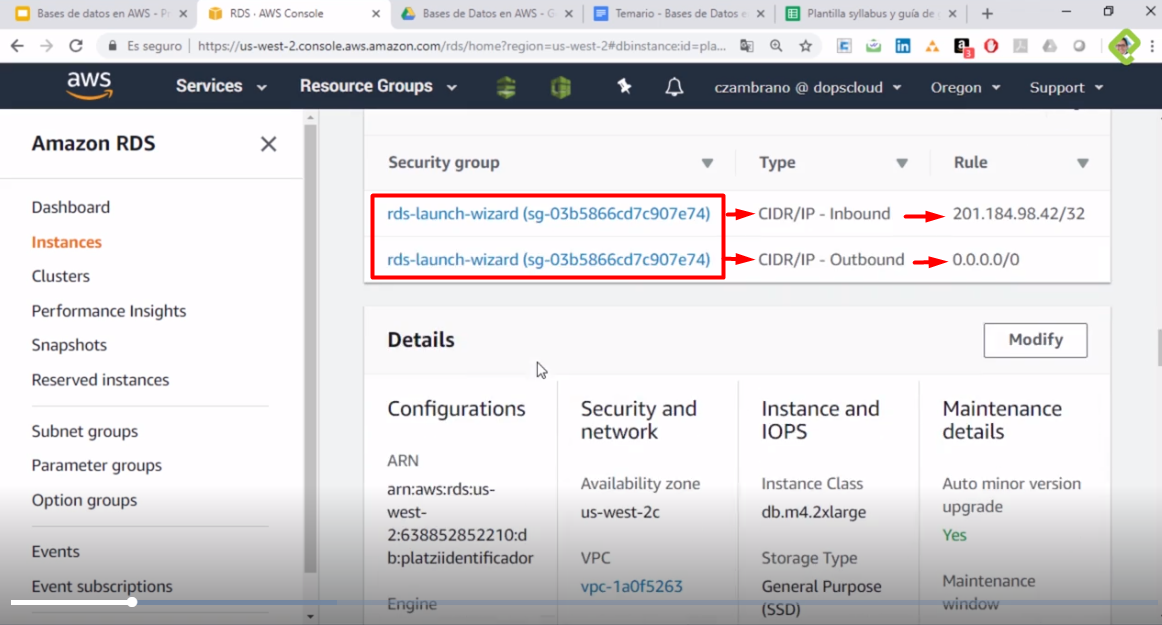 Bases de datos en AWS - P
RDS · AWS Console
Bases de Datos en AWS - G
Temario - Bases de Datos e
Plantilla syllabus y guía de
Es seguro
https://us-west-2.console.aws.amazon.com/rds/home?region=us-west-2#dbinstance:id=pla...
a
3
aws
Services
Resource Groups
czambrano @ dopscloud
Oregon
Support
Amazon RDS
Dashboard
Instances
Clusters
Performance Insights
Snapshots
Reserved instances
Subnet groups
Parameter groups
Option groups
Events
Event subscriptions
Security group
Type
Rule
rds-launch-wizard (sg-03b5866cd7c907e74)
CIDR/IP - Inbound
201.184.98.42/32
rds-launch-wizard (sg-03b5866cd7c907e74)
CIDR/IP - Outbound
0.0.0.0/0
Details
Modify
Configurations
ARN
arn:aws:rds:us-
west-
2:638852852210:d
b:platziidentificador
Engine
Security and
network
Availability zone
us-west-2c
VPC
vpc-1a0f5263
Instance and
IOPS
Instance Class
db.m4.2xlarge
Storage Type
General Purpose
(SSD)
Maintenance
details
Auto minor version
upgrade
Yes
Maintenance
window